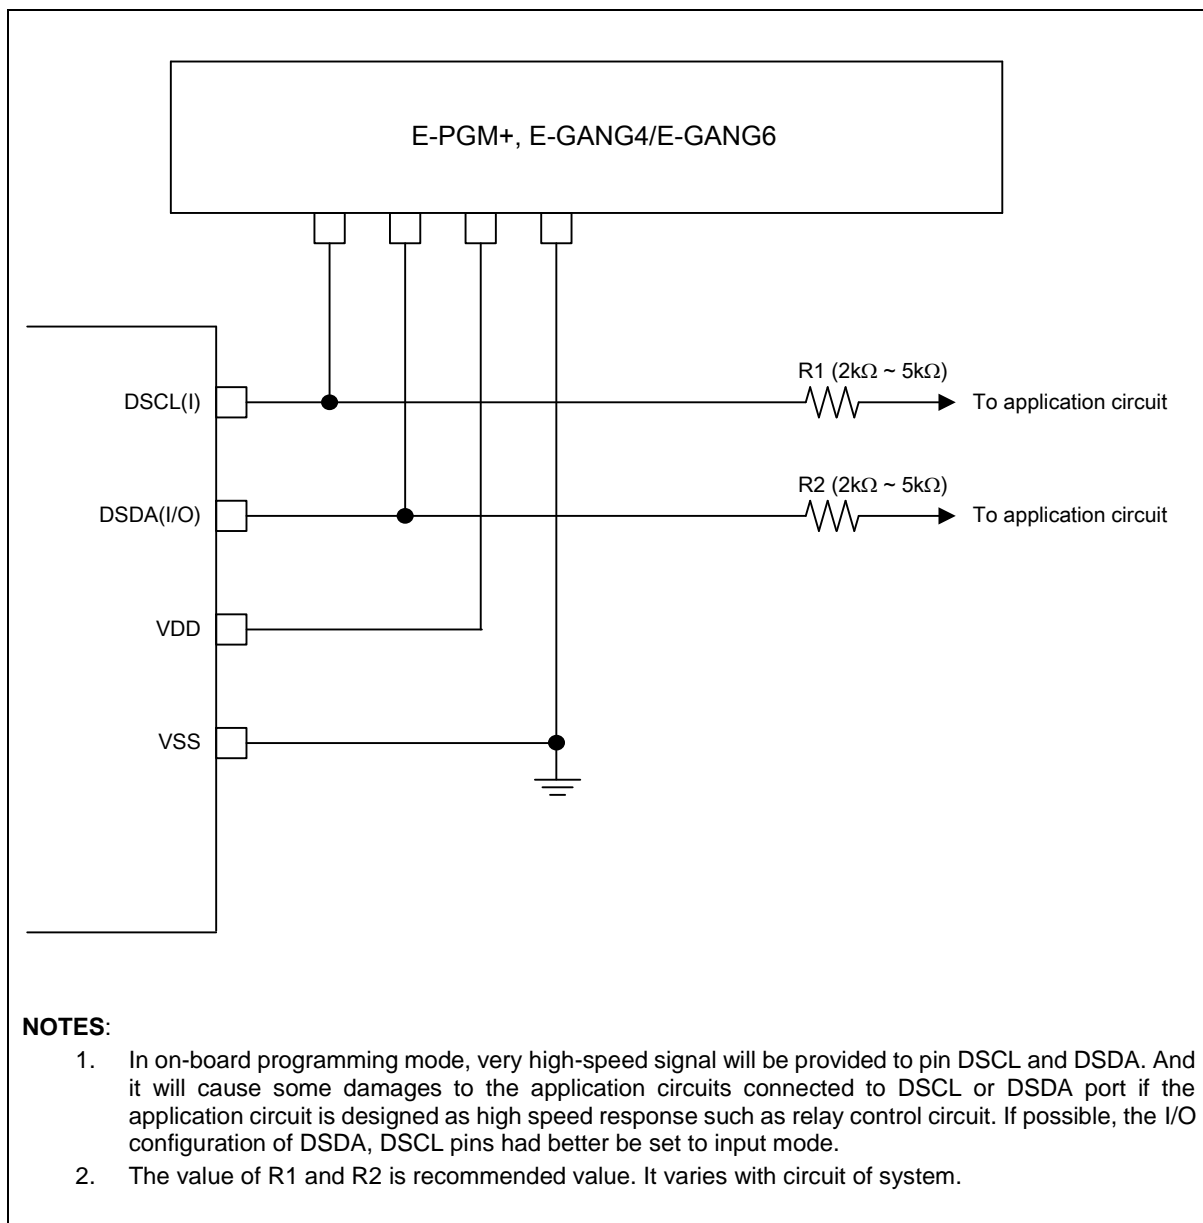 E-PGM+, E-GANG4/E-GANG6
R1 (2kΩ ~ 5kΩ)
DSCL(I)
To application circuit
R2 (2kΩ ~ 5kΩ)
DSDA(I/O)
To application circuit
VDD
VSS
NOTES:
1. In on-board programming mode, very high-speed signal will be provided to pin DSCL and DSDA. And
it will cause some damages to the application circuits connected to DSCL or DSDA port if the
application circuit is designed as high speed response such as relay control circuit. If possible, the I/O
configuration of DSDA, DSCL pins had better be set to input mode.
2. The value of R1 and R2 is recommended value. It varies with circuit of system.